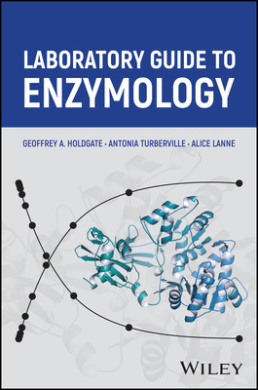 LABORATORY GUIDE TO
ENZYMOLOGY
GEOFFREY A. HOLDGATE • ANTONIA TURBERVILLE • ALICE LANNE
WILEY